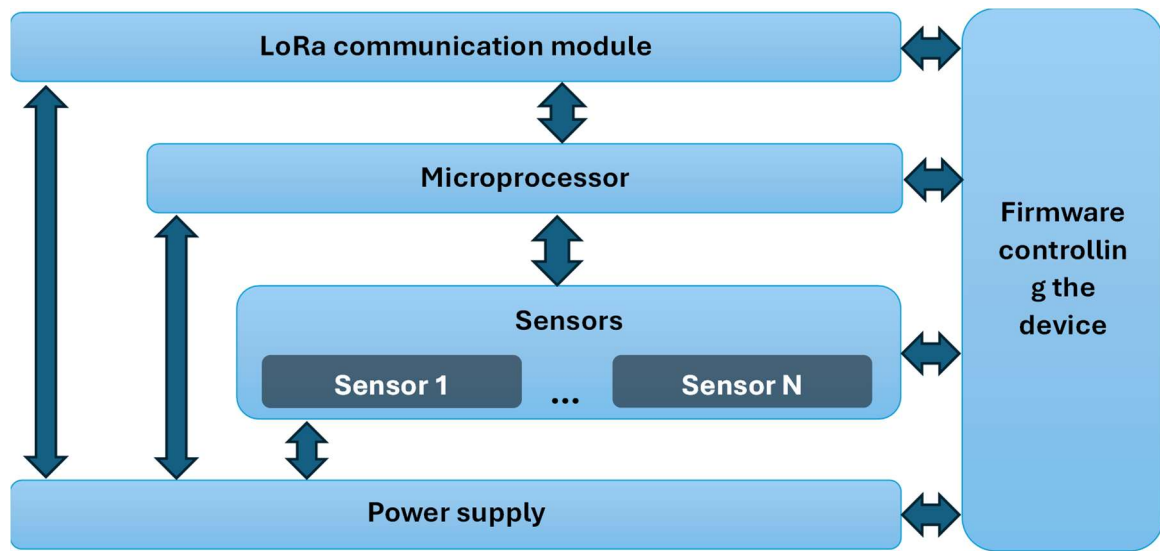 LoRa communication module
Microprocessor
Sensors
Sensor 1
...
Sensor N
Power supply
Firmware
controllin
g the
device